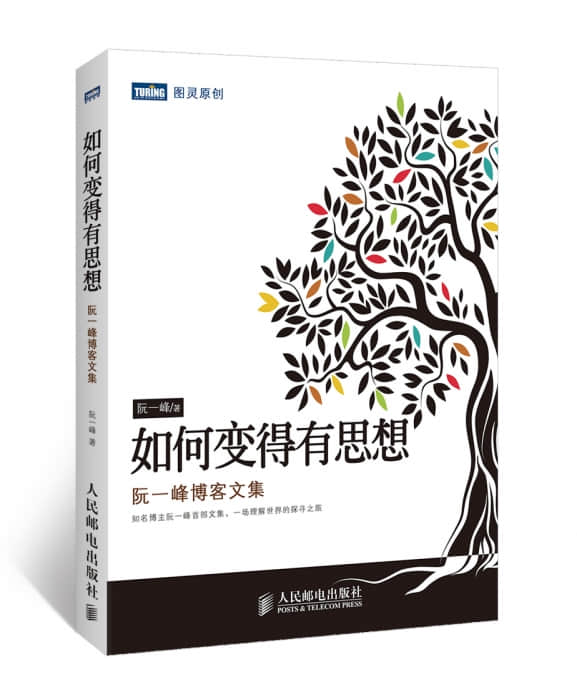 TURING 图灵原创
阮一峰/著
如何变得有思想
阮一峰博客文集
知名博主阮一峰首部文集，一场理解世界的探寻之旅
人民邮电出版社
POSTS & TELECOM PRESS
如何变得有思想
阮一峰博客文集
阮一峰 著
人民邮电出版社